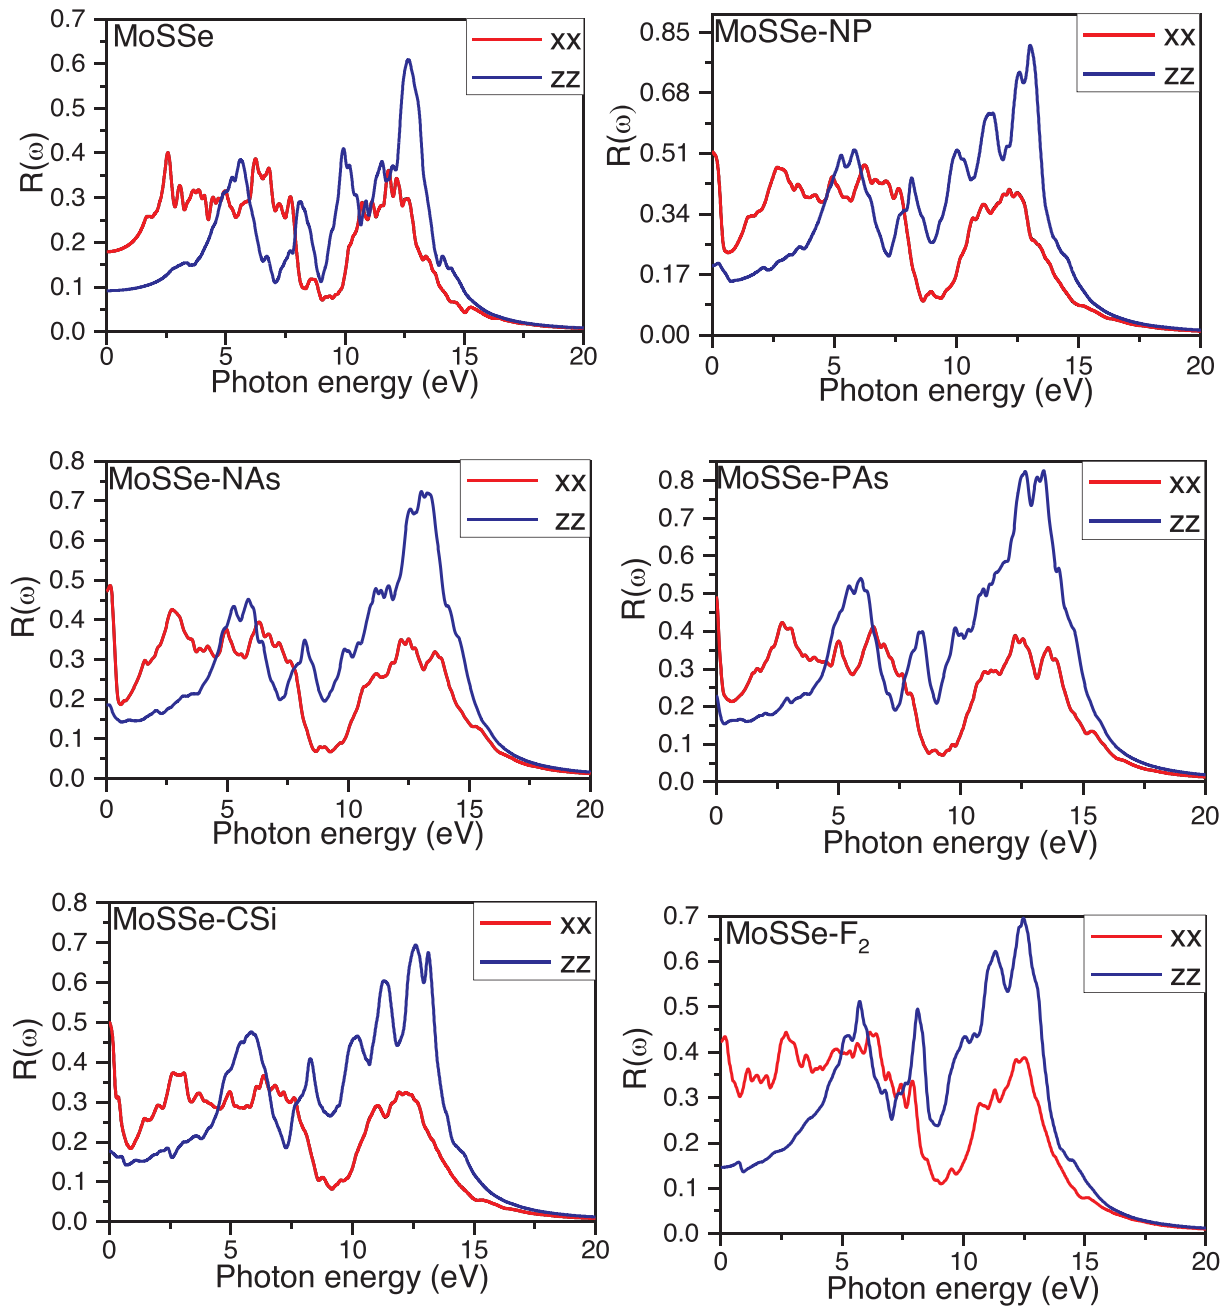 MoSSe
xx
zz
R(ω)
0.7
0.6
0.5
0.4
0.3
0.2
0.1
0.0
0 5 10 15 20
Photon energy (eV)
MoSSe-NP
xx
zz
R(ω)
0.85
0.68
0.51
0.34
0.17
0.00
0 5 10 15 20
Photon energy (eV)
MoSSe-NAs
xx
zz
R(ω)
0.8
0.7
0.6
0.5
0.4
0.3
0.2
0.1
0.0
0 5 10 15 20
Photon energy (eV)
MoSSe-PAs
xx
zz
R(ω)
0.8
0.7
0.6
0.5
0.4
0.3
0.2
0.1
0.0
0 5 10 15 20
Photon energy (eV)
MoSSe-CSi
xx
zz
R(ω)
0.8
0.7
0.6
0.5
0.4
0.3
0.2
0.1
0.0
0 5 10 15 20
Photon energy (eV)
MoSSe-F₂
xx
zz
R(ω)
0.7
0.6
0.5
0.4
0.3
0.2
0.1
0.0
0 5 10 15 20
Photon energy (eV)